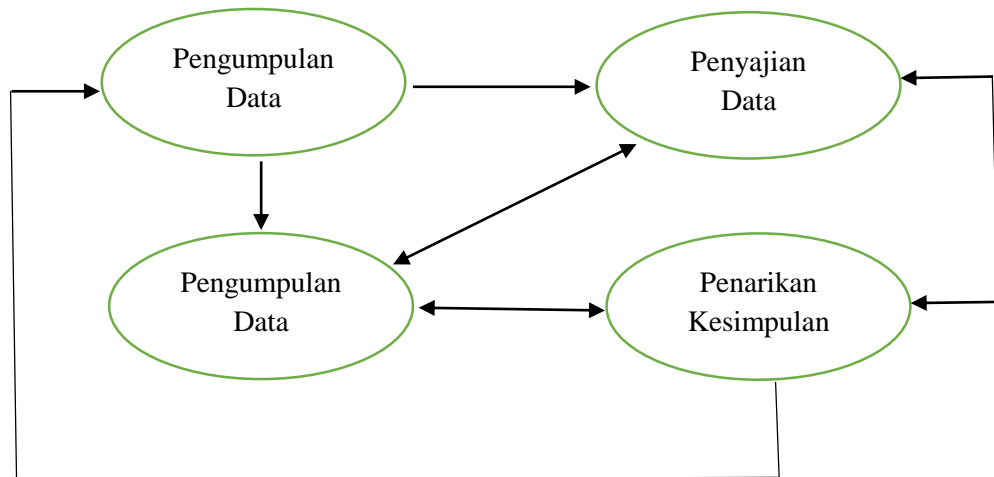 Pengumpulan
Data
Penyajian
Data
Pengumpulan
Data
Penarikan
Kesimpulan